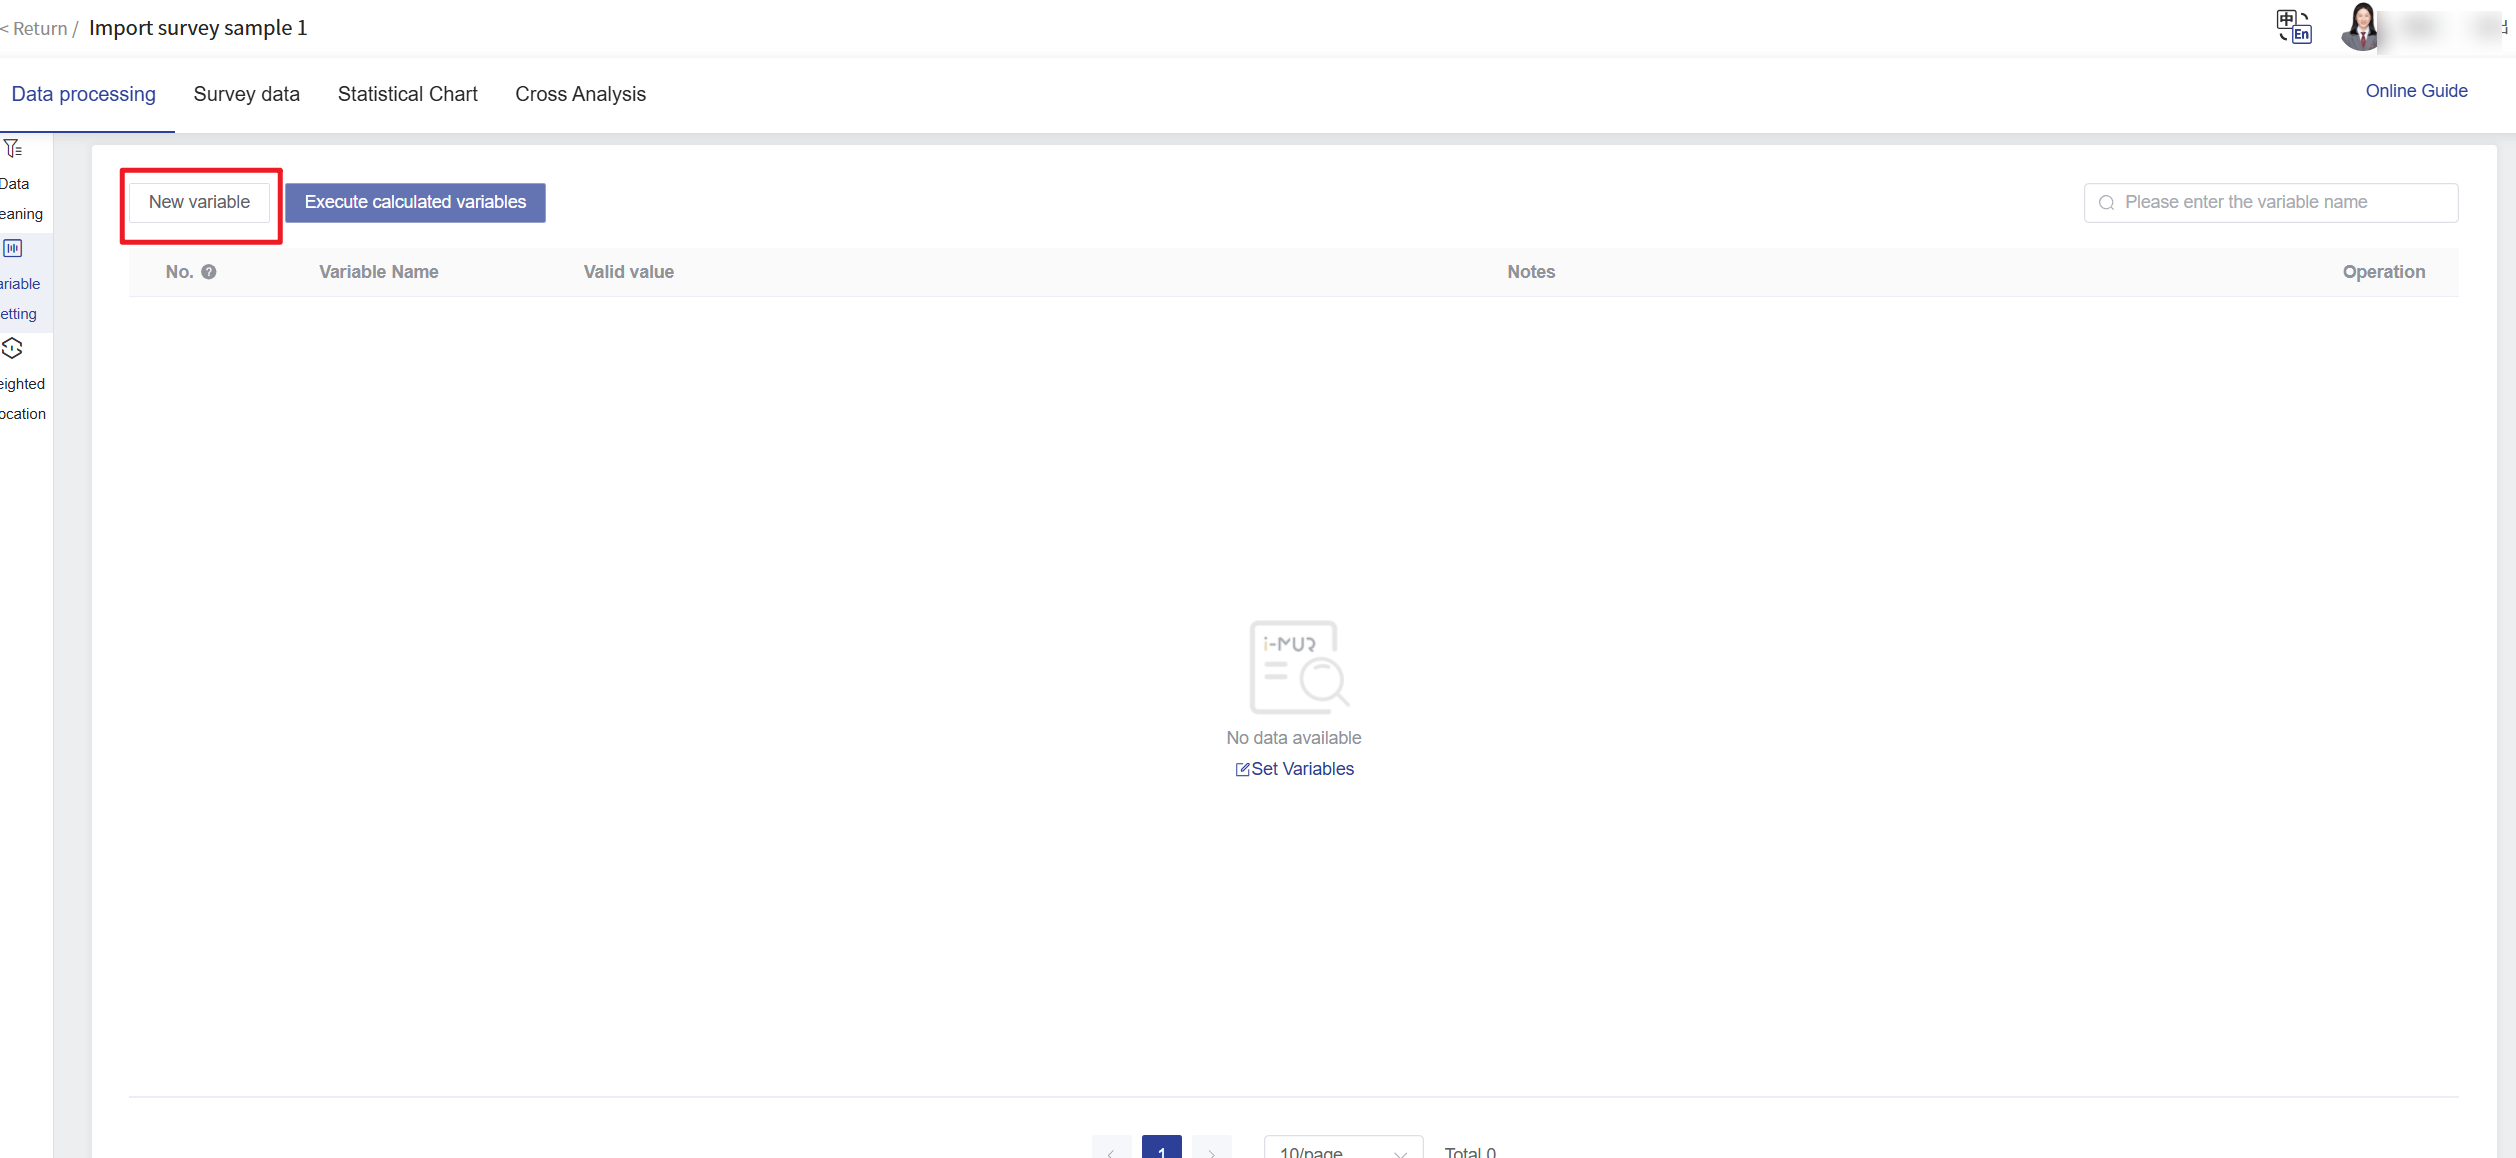 < Return / Import survey sample 1
中 En
Data processing Survey data Statistical Chart Cross Analysis Online Guide
Data
eaning
ariable
etting
eighted
ocation
New variable Execute calculated variables Please enter the variable name
No. ? Variable Name Valid value Notes Operation
i-MUR
No data available
Set Variables
< 1 > 10/page Total 0